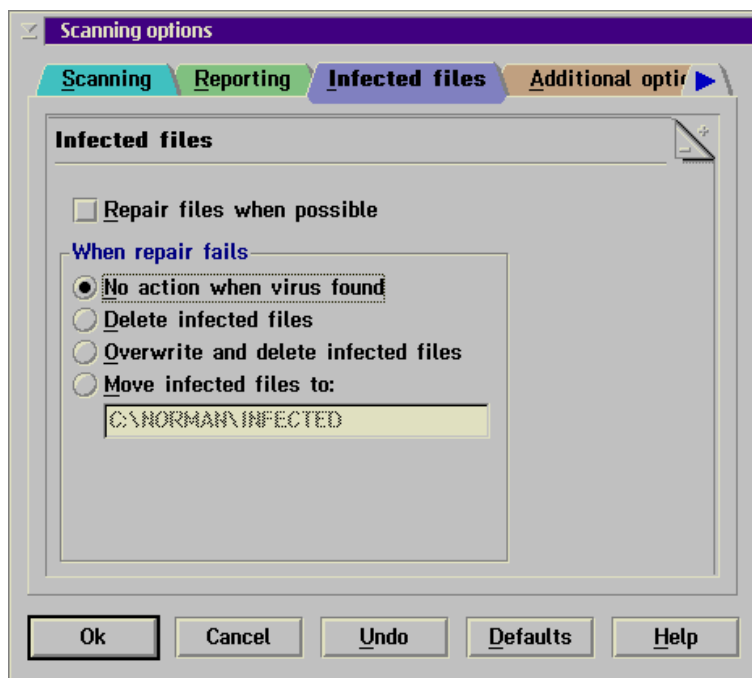 Scanning options
Scanning Reporting Infected files Additional optio
Infected files
Repair files when possible
When repair fails
No action when virus found
Delete infected files
Overwrite and delete infected files
Move infected files to:
C:\NORMAN\INFECTED
Ok Cancel Undo Defaults Help